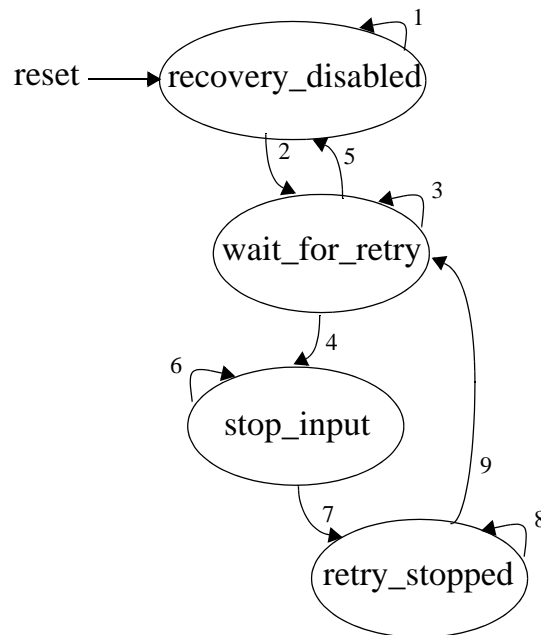 1
reset
recovery_disabled
2
5
3
wait_for_retry
4
6
stop_input
9
7
8
retry_stopped